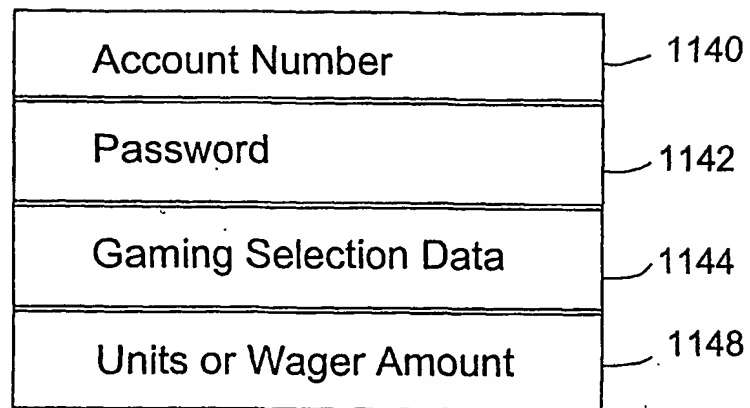 Account Number 1140
Password 1142
Gaming Selection Data 1144
Units or Wager Amount 1148